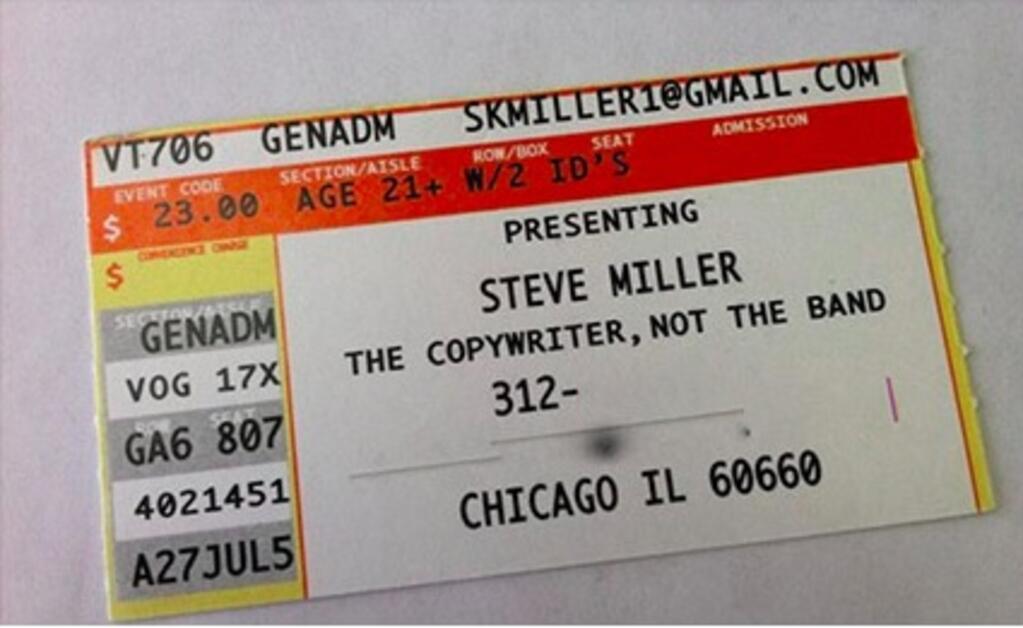 VT706 GENADM SKMILLER1@GMAIL.COM
EVENT CODE SECTION/AISLE ROW/BOX SEAT ADMISSION
$ 23.00 AGE 21+ W/2 ID'S
CONVENIENCE CHARGE
$
PRESENTING
STEVE MILLER
THE COPYWRITER, NOT THE BAND
312-
CHICAGO IL 60660
SECTION/AISLE
GENADM
VOG 17X
ROW SEAT
GA6 807
4021451
A27JUL5